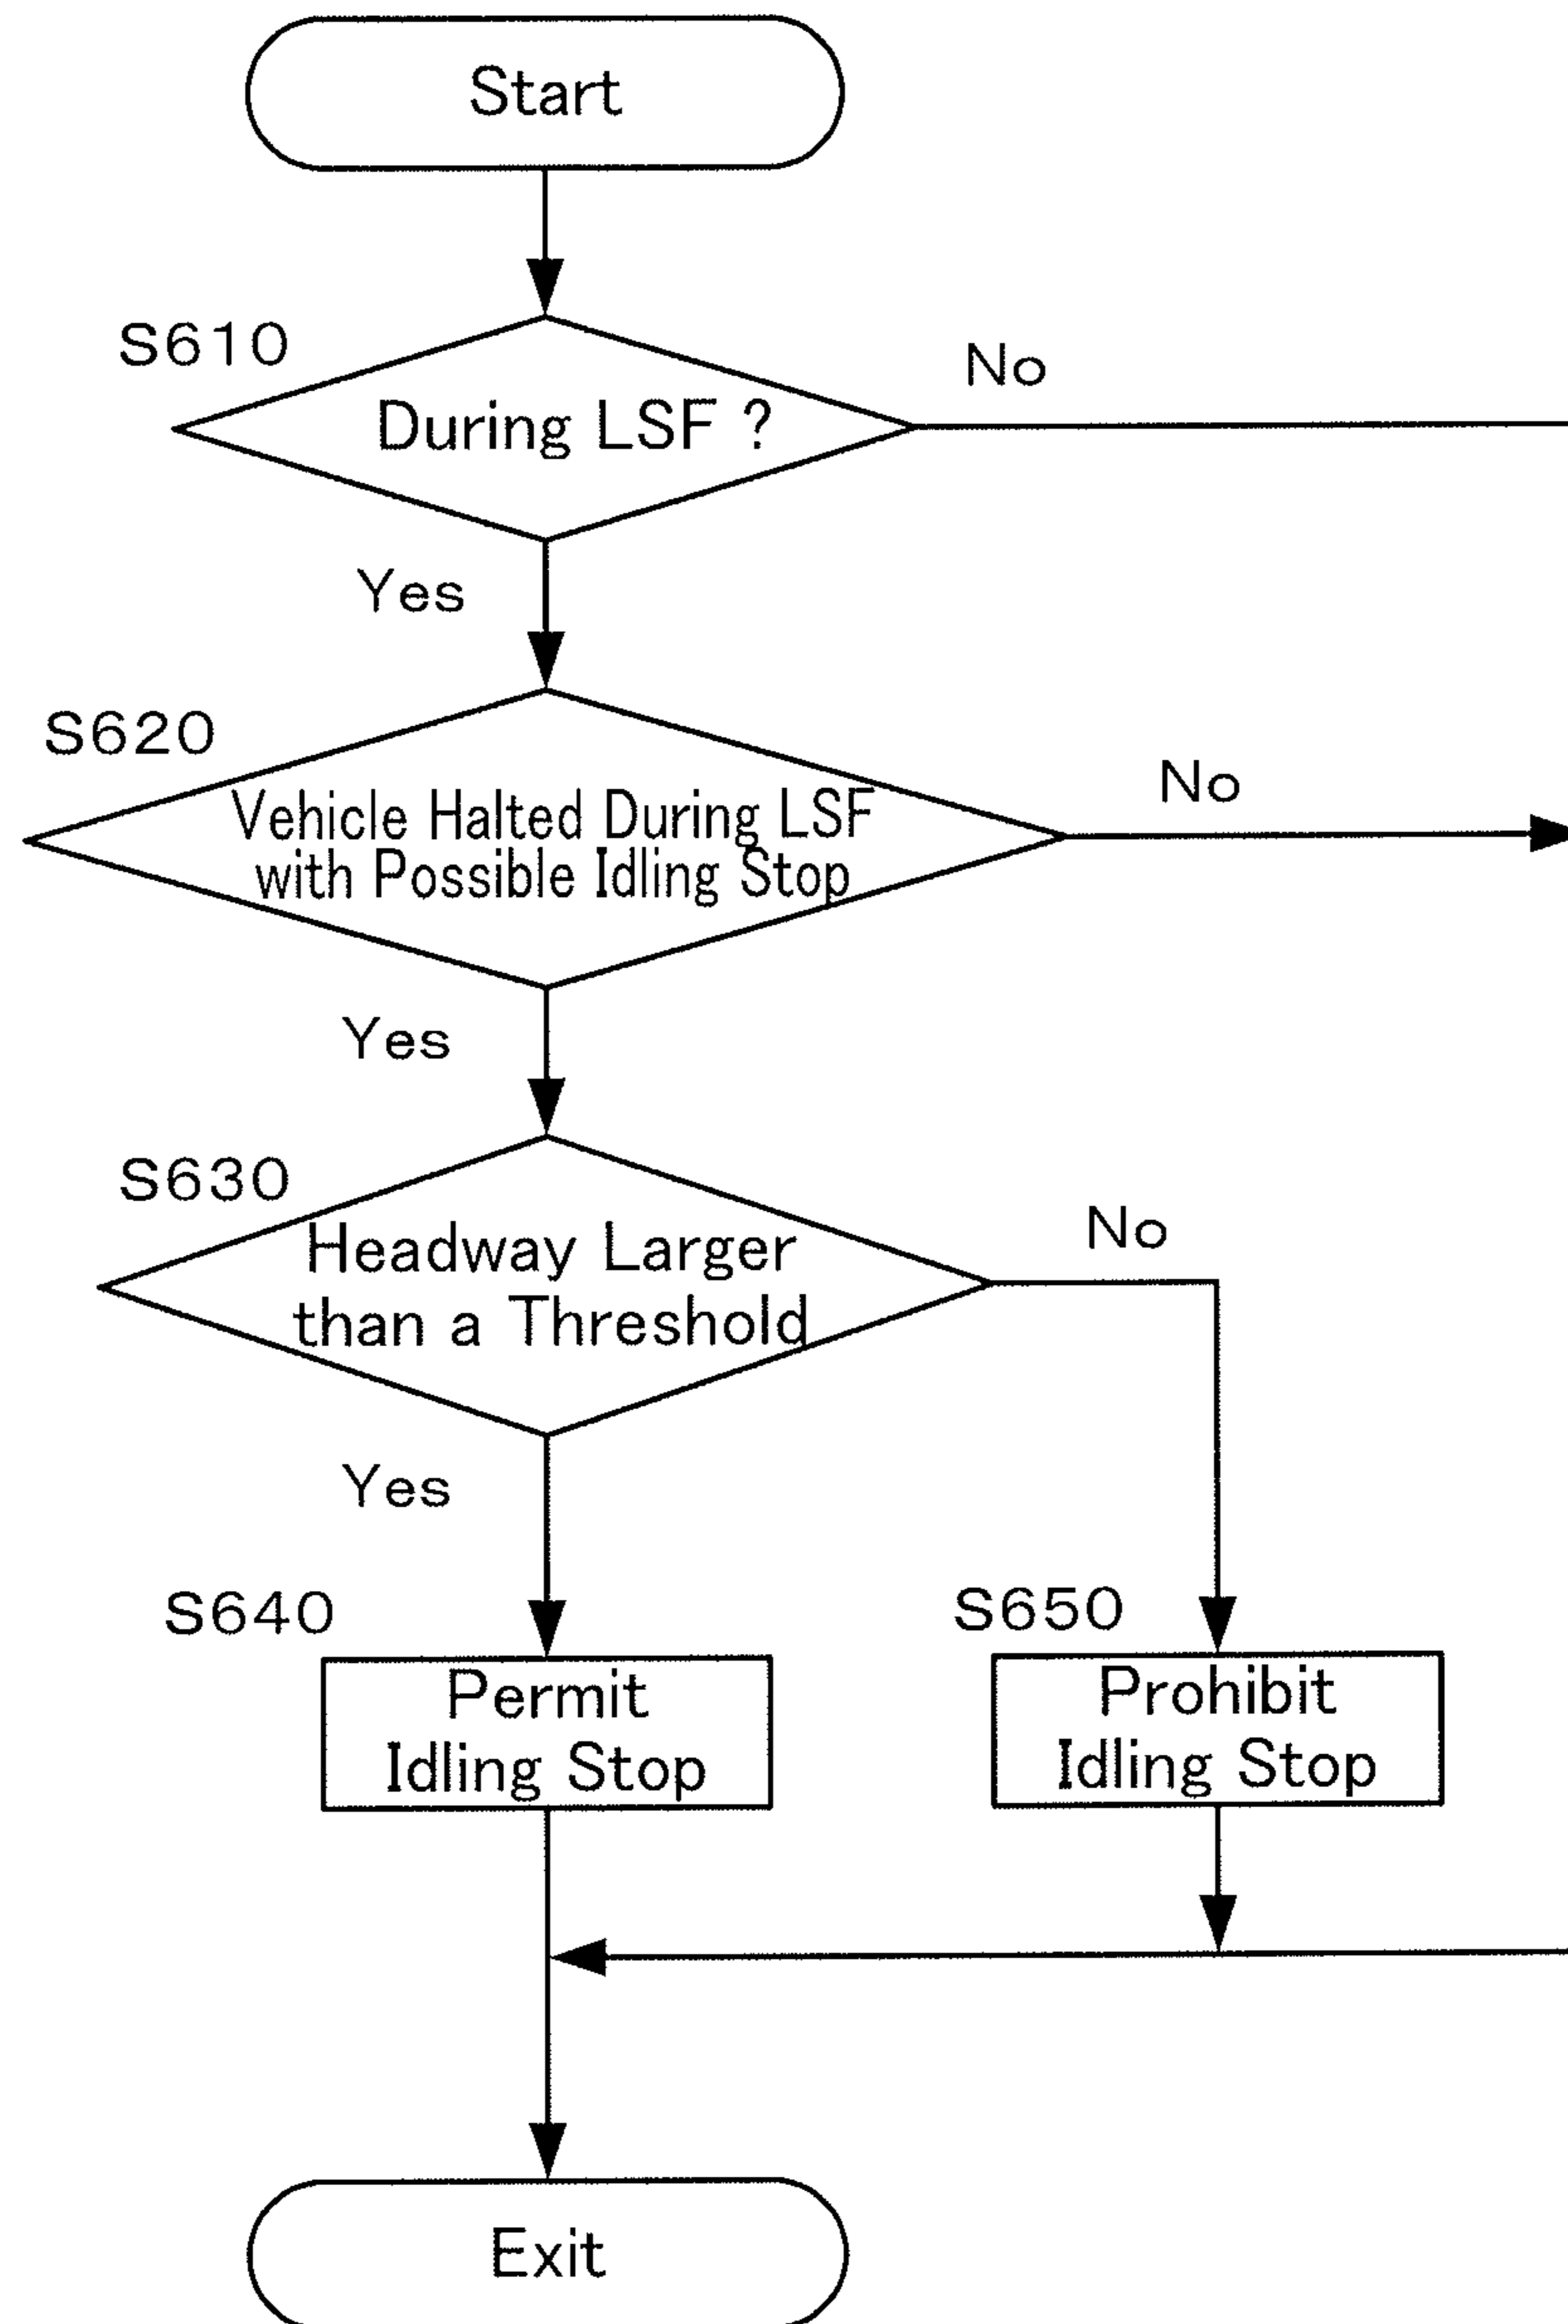 Start
S610
No
During LSF ?
Yes
S620
No
Vehicle Halted During LSF
with Possible Idling Stop
Yes
S630
No
Headway Larger
than a Threshold
Yes
S640
S650
Permit
Idling Stop
Prohibit
Idling Stop
Exit